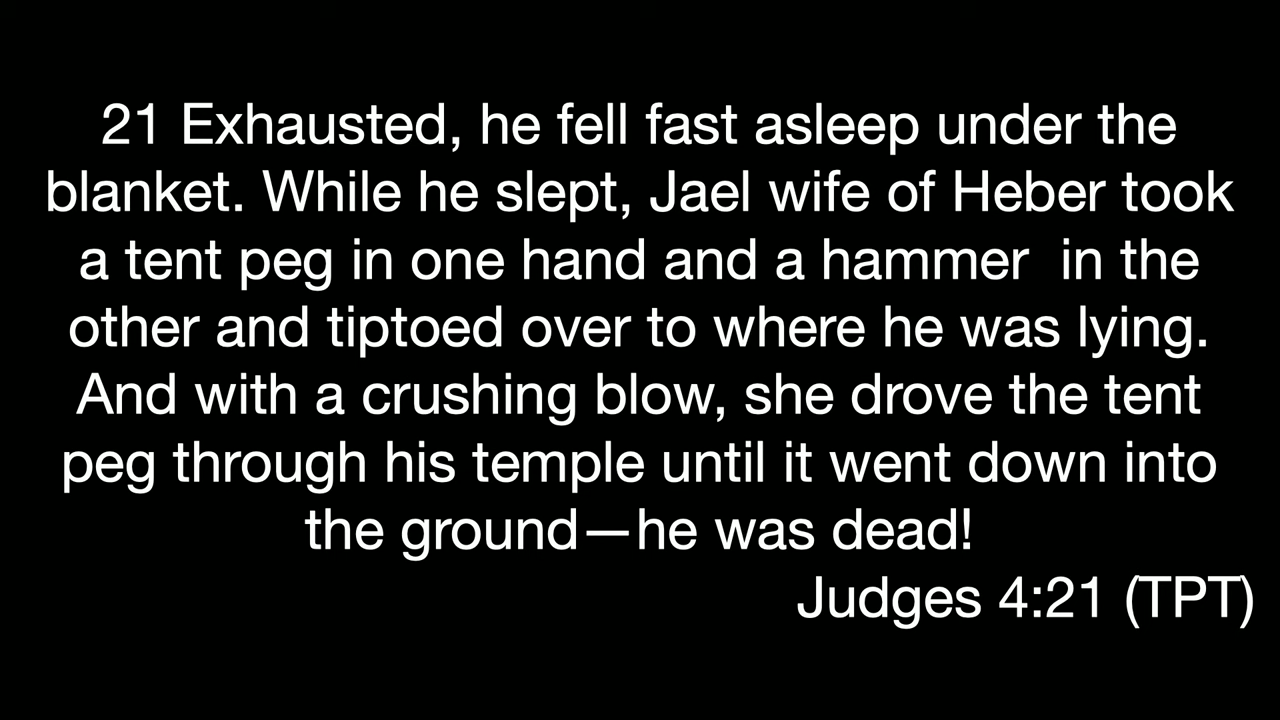 21 Exhausted, he fell fast asleep under the
blanket. While he slept, Jael wife of Heber took
a tent peg in one hand and a hammer  in the
other and tiptoed over to where he was lying.
And with a crushing blow, she drove the tent
peg through his temple until it went down into
the ground—he was dead!
Judges 4:21 (TPT)